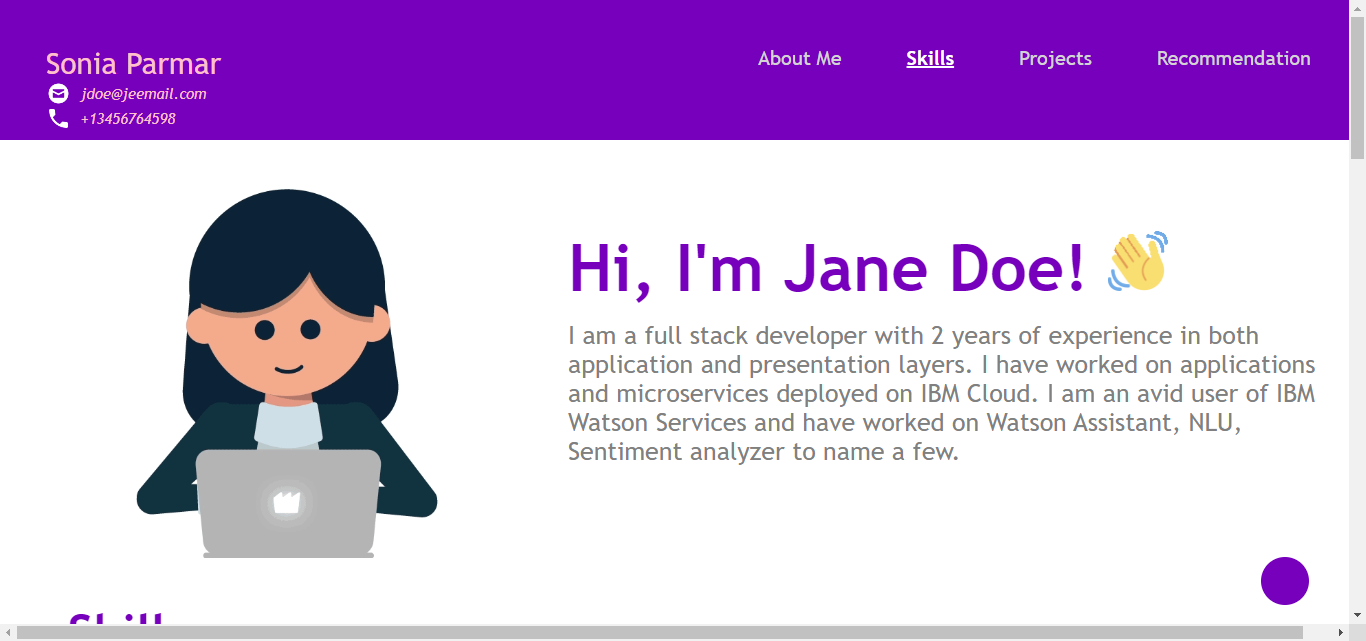 Sonia Parmar
jdoe@jeemail.com
+13456764598
About Me Skills Projects Recommendation
Hi, I'm Jane Doe!
I am a full stack developer with 2 years of experience in both
application and presentation layers. I have worked on applications
and microservices deployed on IBM Cloud. I am an avid user of IBM
Watson Services and have worked on Watson Assistant, NLU,
Sentiment analyzer to name a few.
Skill